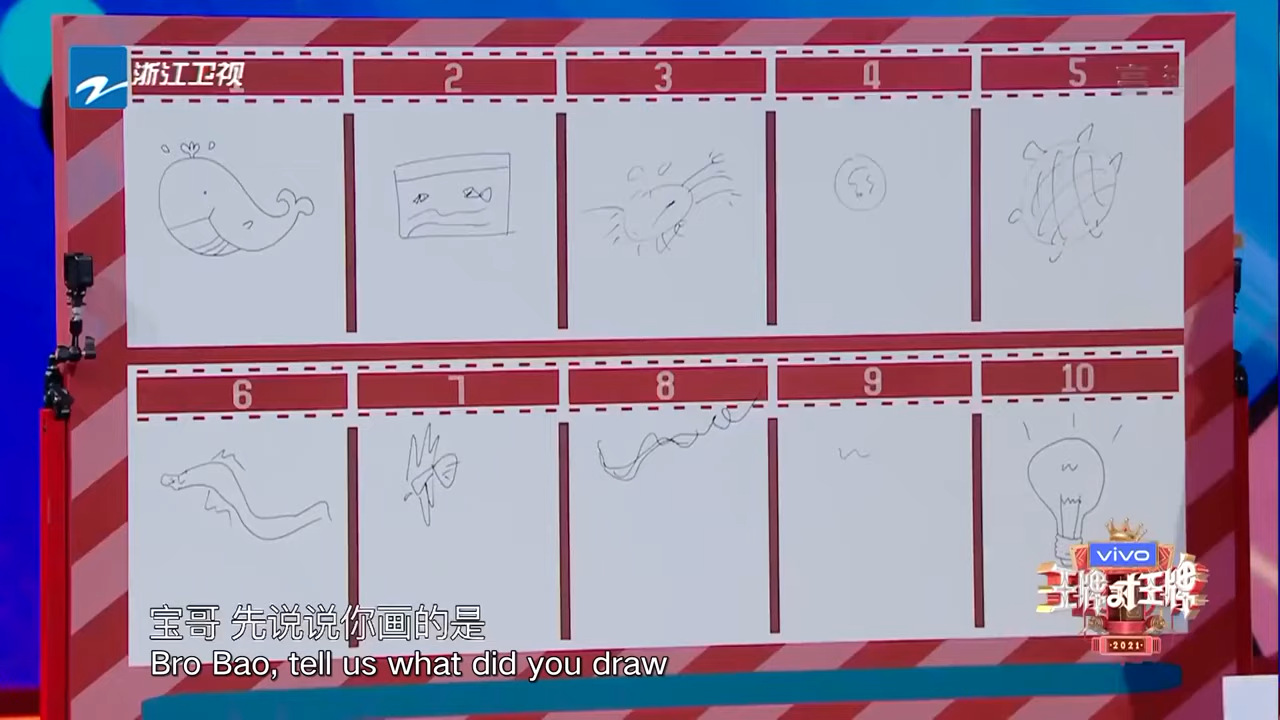 浙江卫视
1 2 3 4 5
6 7 8 9 10
vivo
王牌对王牌
2021
宝哥 先说说你画的是
Bro Bao, tell us what did you draw